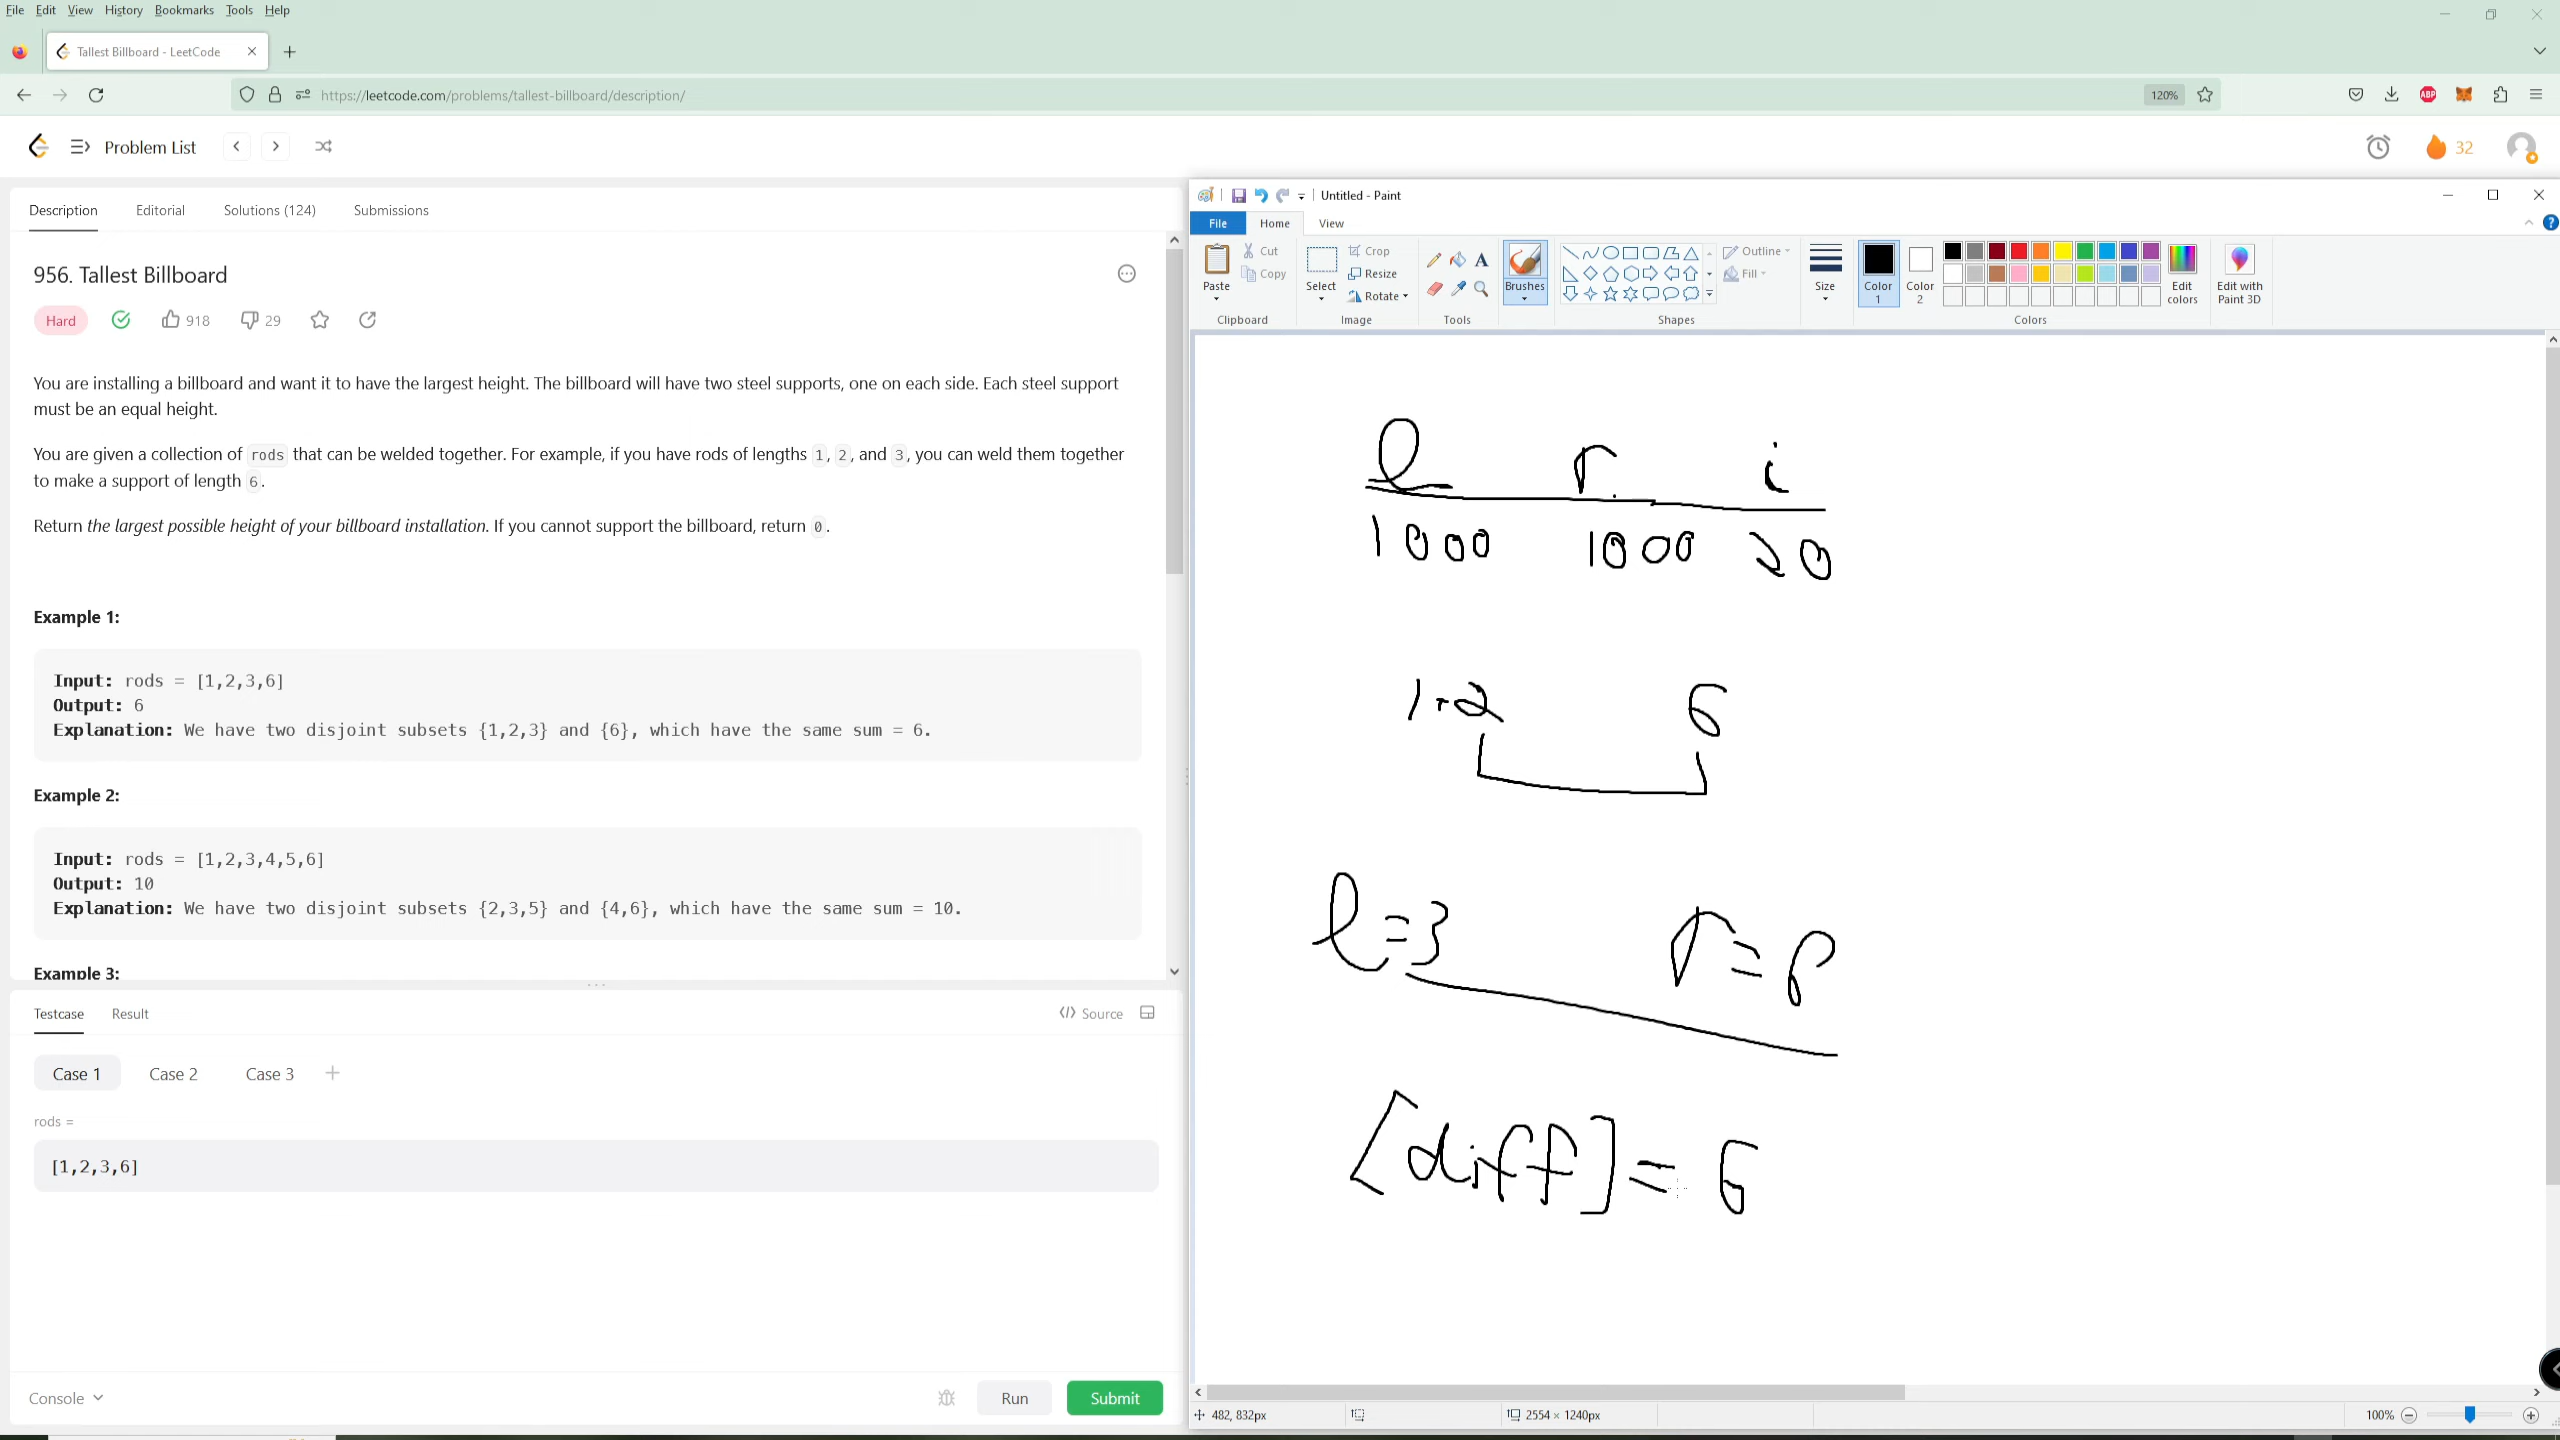 File Edit View History Bookmarks Tools Help
Tallest Billboard - LeetCode
https://leetcode.com/problems/tallest-billboard/description/
120%
ABP
Problem List
32
Description Editorial Solutions (124) Submissions
956. Tallest Billboard
Hard 918 29
You are installing a billboard and want it to have the largest height. The billboard will have two steel supports, one on each side. Each steel support
must be an equal height.
You are given a collection of rods that can be welded together. For example, if you have rods of lengths 1, 2, and 3, you can weld them together
to make a support of length 6.
Return the largest possible height of your billboard installation. If you cannot support the billboard, return 0.
Example 1:
Input: rods = [1,2,3,6]
Output: 6
Explanation: We have two disjoint subsets {1,2,3} and {6}, which have the same sum = 6.
Example 2:
Input: rods = [1,2,3,4,5,6]
Output: 10
Explanation: We have two disjoint subsets {2,3,5} and {4,6}, which have the same sum = 10.
Example 3:
Testcase Result
Source
Case 1 Case 2 Case 3
rods =
[1,2,3,6]
Console
Run Submit
Untitled - Paint
File Home View
Paste Cut Copy
Clipboard
Select Crop Resize Rotate
Image
A
Tools
Brushes
Outline Fill
Shapes
Size
Color 1
Color 2
Edit colors
Edit with Paint 3D
Colors
l r i
1000 1000 20
1+2 6
l=3
[diff]= 6
482, 832px
2554 × 1240px
100%